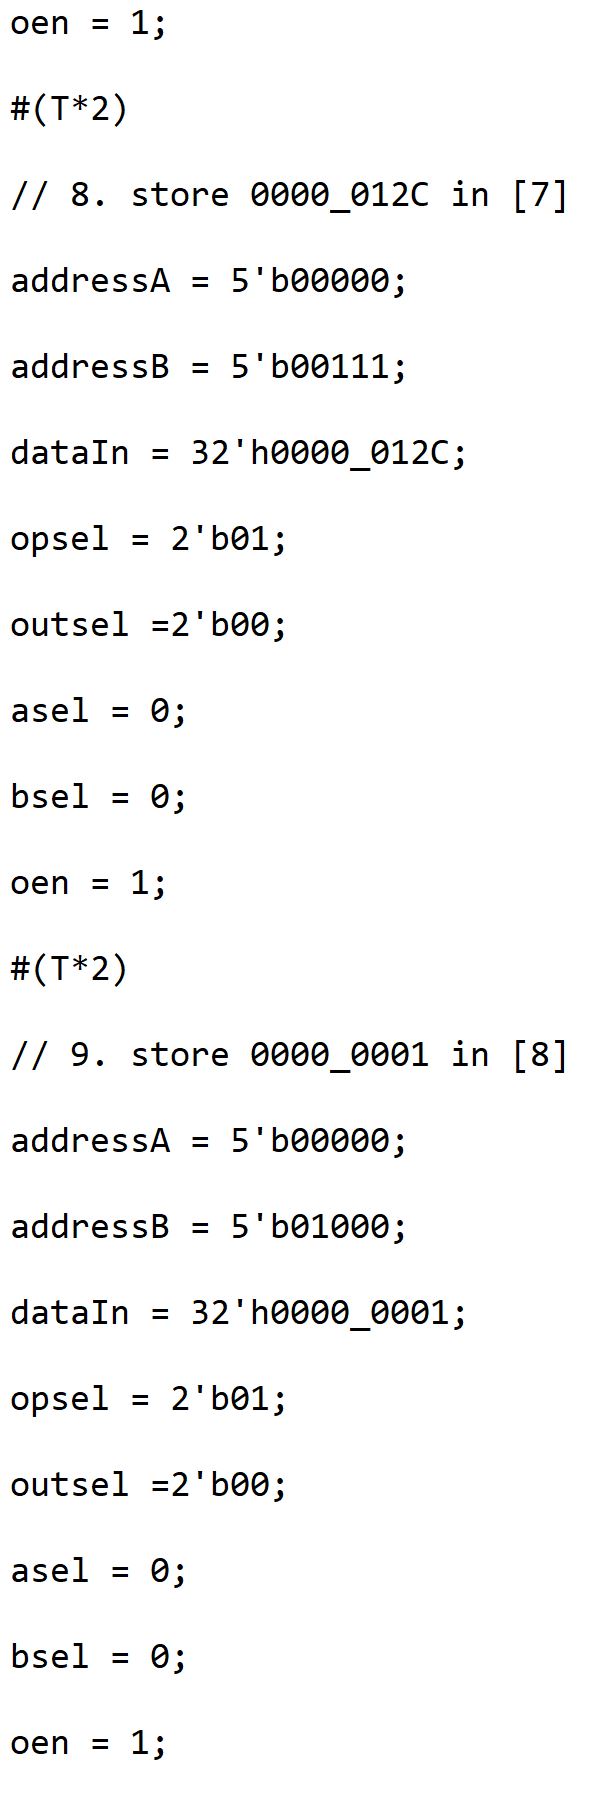 oen = 1;
#(T*2)
// 8. store 0000_012C in [7]
addressA = 5'b00000;
addressB = 5'b00111;
dataIn = 32'h0000_012C;
opsel = 2'b01;
outsel =2'b00;
asel = 0;
bsel = 0;
oen = 1;
#(T*2)
// 9. store 0000_0001 in [8]
addressA = 5'b00000;
addressB = 5'b01000;
dataIn = 32'h0000_0001;
opsel = 2'b01;
outsel =2'b00;
asel = 0;
bsel = 0;
oen = 1;